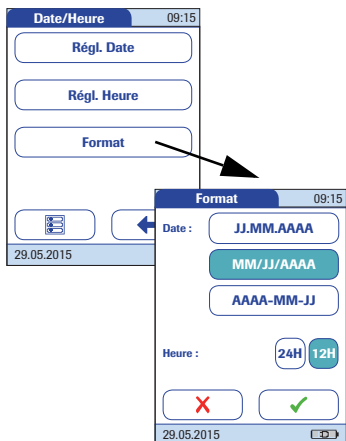 Date/Heure 09:15
Régl. Date
Régl. Heure
Format
29.05.2015
Format 09:15
Date : JJ.MM.AAAA
MM/JJ/AAAA
AAAA-MM-JJ
Heure : 24H 12H
29.05.2015